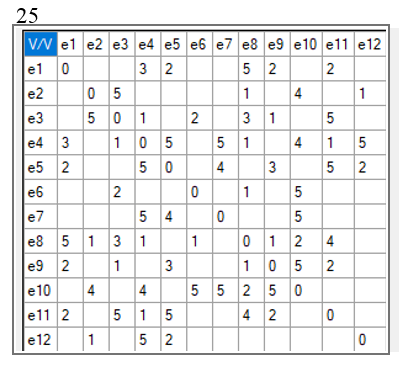 25
V/V e1 e2 e3 e4 e5 e6 e7 e8 e9 e10 e11 e12
e1 0 3 2 5 2 2
e2 0 5 1 4 1
e3 5 0 1 2 3 1 5
e4 3 1 0 5 5 1 4 1 5
e5 2 5 0 4 3 5 2
e6 2 0 1 5
e7 5 4 0 5
e8 5 1 3 1 1 0 1 2 4
e9 2 1 3 1 0 5 2
e10 4 4 5 5 2 5 0
e11 2 5 1 5 4 2 0
e12 1 5 2 0